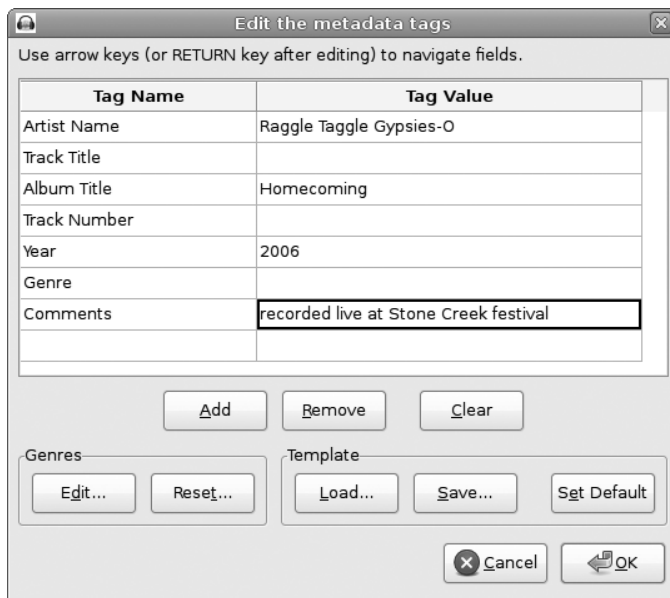 Edit the metadata tags
Use arrow keys (or RETURN key after editing) to navigate fields.
Tag Name Tag Value
Artist Name Raggle Taggle Gypsies-O
Track Title
Album Title Homecoming
Track Number
Year 2006
Genre
Comments recorded live at Stone Creek festival
Add Remove Clear
Genres Template
Edit... Reset... Load... Save... Set Default
Cancel OK